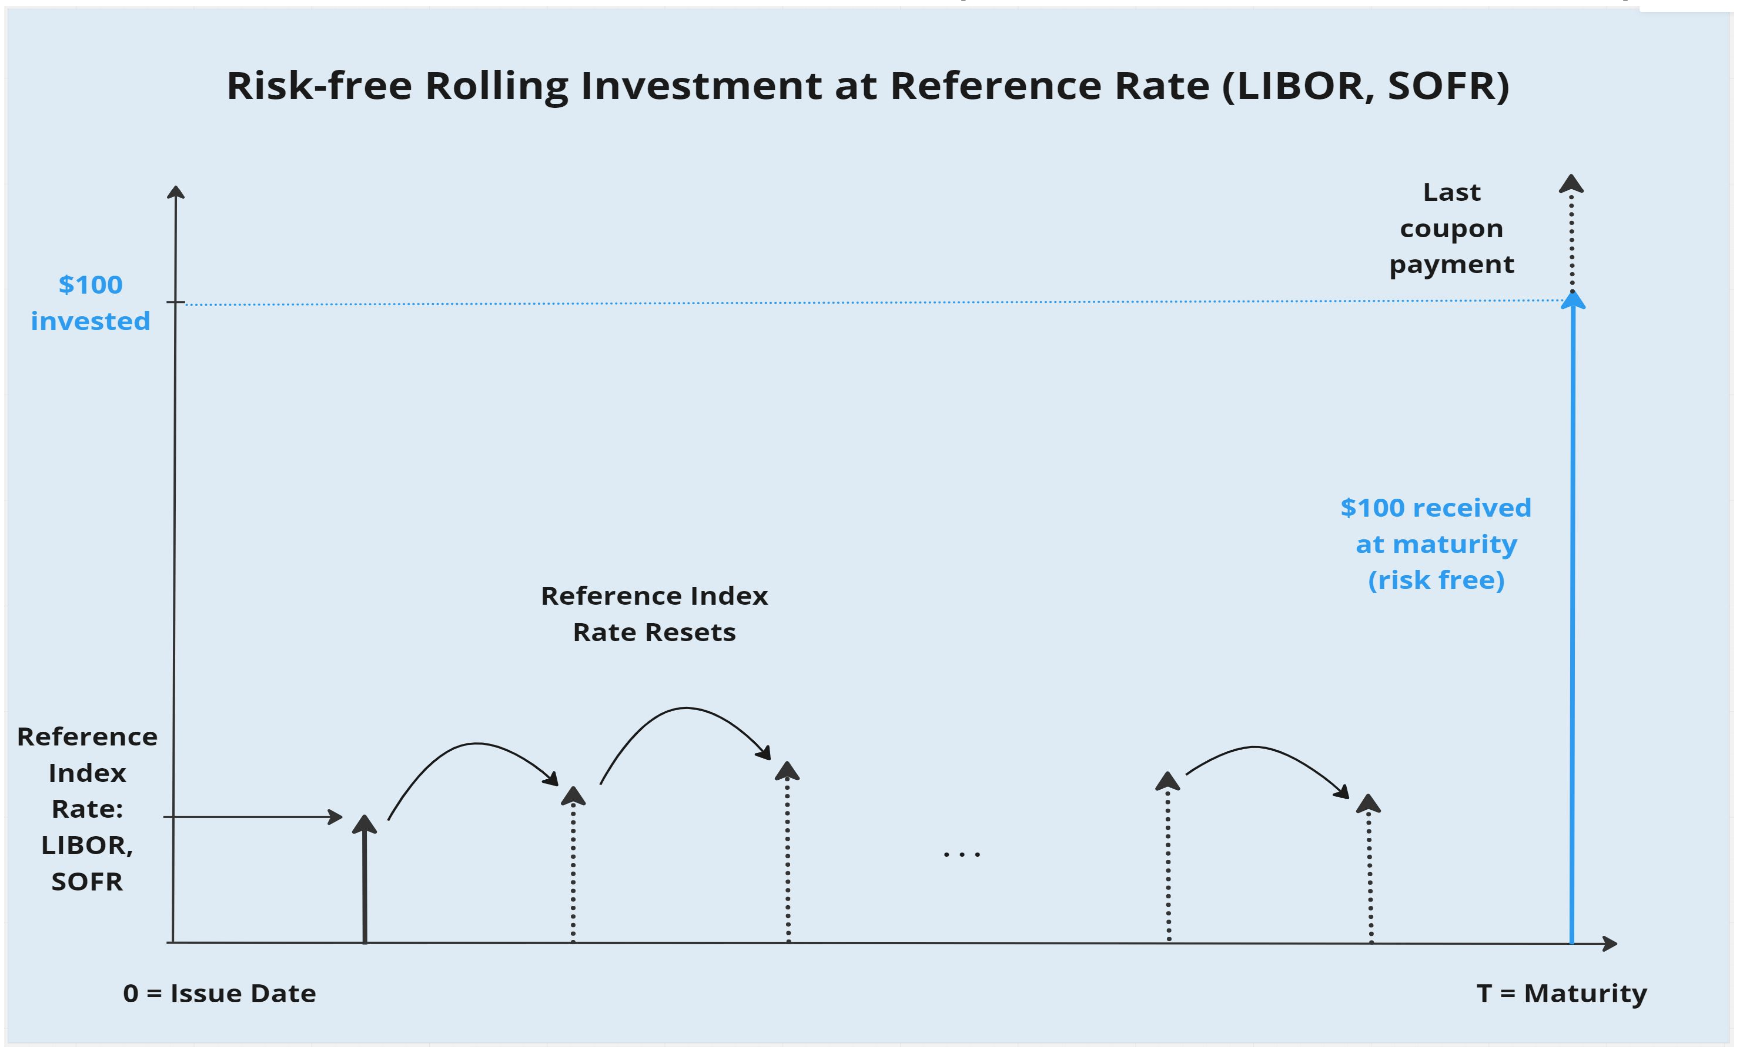 Risk-free Rolling Investment at Reference Rate (LIBOR, SOFR)
Last
coupon
payment
$100
invested
$100 received
at maturity
(risk free)
Reference Index
Rate Resets
Reference
Index
Rate:
LIBOR,
SOFR
...
0 = Issue Date
T = Maturity